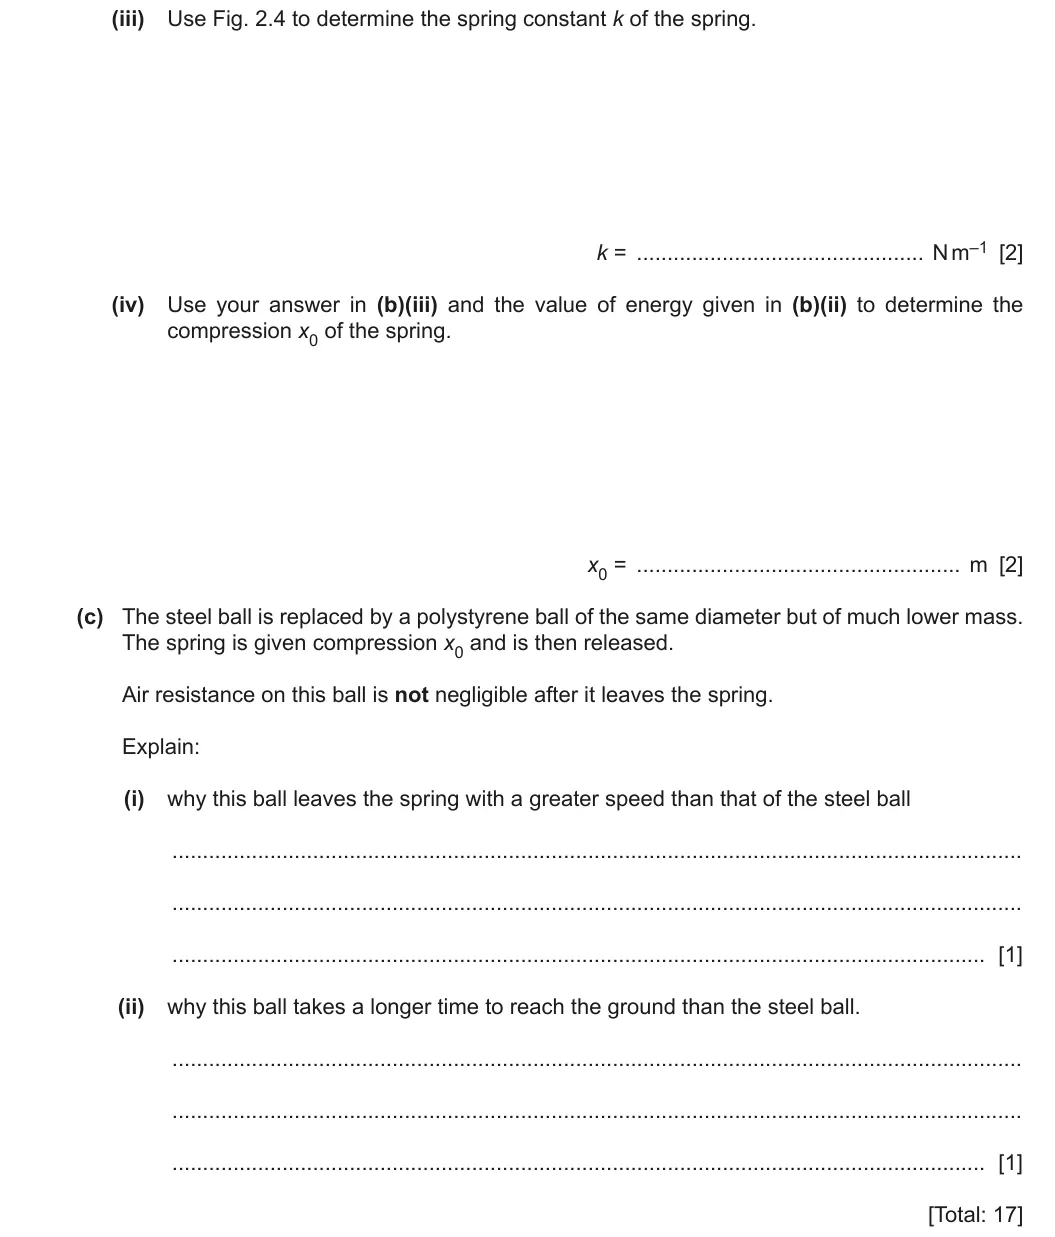 (iii) Use Fig. 2.4 to determine the spring constant k of the spring.
k = ............................................... N m–1 [2]
(iv) Use your answer in (b)(iii) and the value of energy given in (b)(ii) to determine the
compression x0 of the spring.
x0 = ..................................................... m [2]
(c) The steel ball is replaced by a polystyrene ball of the same diameter but of much lower mass.
The spring is given compression x0 and is then released.
Air resistance on this ball is not negligible after it leaves the spring.
Explain:
(i) why this ball leaves the spring with a greater speed than that of the steel ball
...........................................................................................................................................
...........................................................................................................................................
..................................................................................................................................... [1]
(ii) why this ball takes a longer time to reach the ground than the steel ball.
...........................................................................................................................................
...........................................................................................................................................
..................................................................................................................................... [1]
[Total: 17]